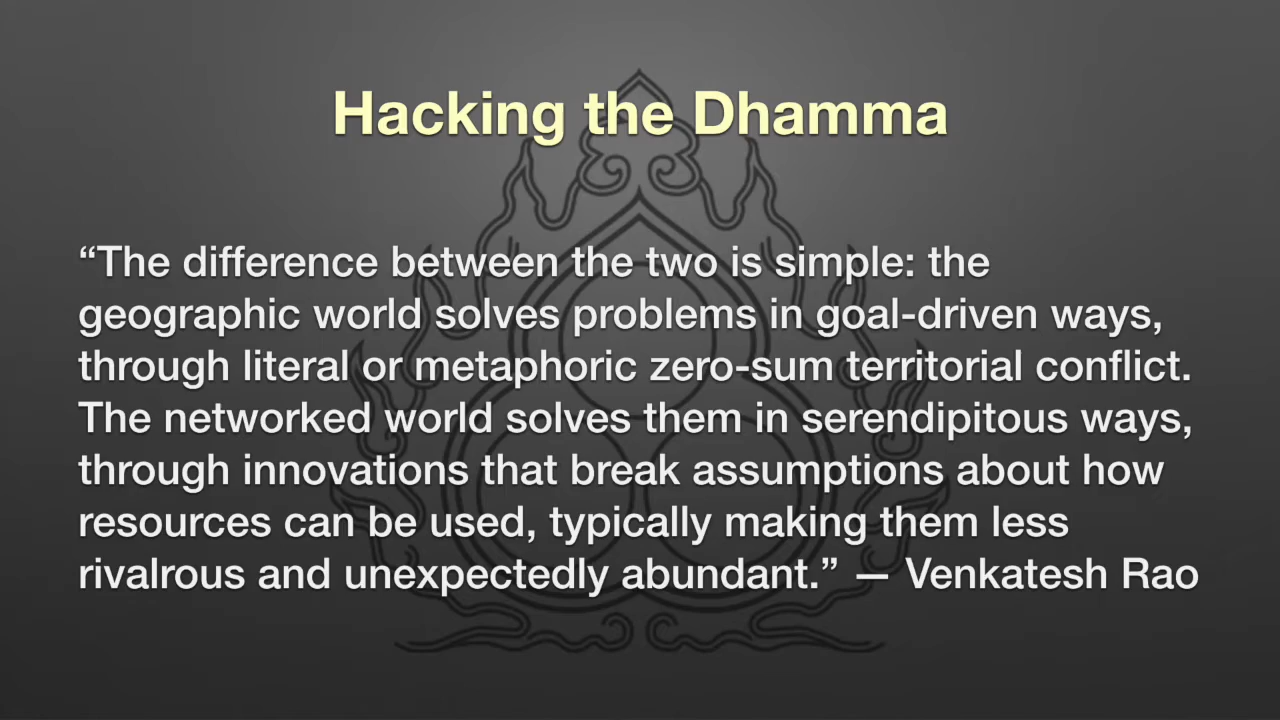 Hacking the Dhamma
“The difference between the two is simple: the
geographic world solves problems in goal-driven ways,
through literal or metaphoric zero-sum territorial conflict.
The networked world solves them in serendipitous ways,
through innovations that break assumptions about how
resources can be used, typically making them less
rivalrous and unexpectedly abundant.” — Venkatesh Rao